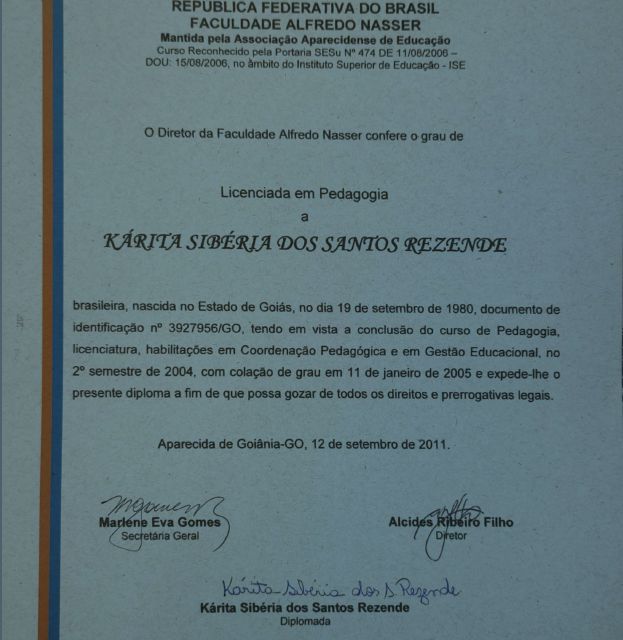 REPÚBLICA FEDERATIVA DO BRASIL
FACULDADE ALFREDO NASSER
Mantida pela Associação Aparecidense de Educação
Curso Reconhecido pela Portaria SESu Nº 474 DE 11/08/2006 –
DOU: 15/08/2006, no âmbito do Instituto Superior de Educação - ISE
O Diretor da Faculdade Alfredo Nasser confere o grau de
Licenciada em Pedagogia
a
KÁRITA SIBÉRIA DOS SANTOS REZENDE
brasileira, nascida no Estado de Goiás, no dia 19 de setembro de 1980, documento de
identificação nº 3927956/GO, tendo em vista a conclusão do curso de Pedagogia,
licenciatura, habilitações em Coordenação Pedagógica e em Gestão Educacional, no
2º semestre de 2004, com colação de grau em 11 de janeiro de 2005 e expede-lhe o
presente diploma a fim de que possa gozar de todos os direitos e prerrogativas legais.
Aparecida de Goiânia-GO, 12 de setembro de 2011.
Marlene Eva Gomes
Secretária Geral
Alcides Ribeiro Filho
Diretor
Kárita Sibéria dos S Rezende
Kárita Sibéria dos Santos Rezende
Diplomada